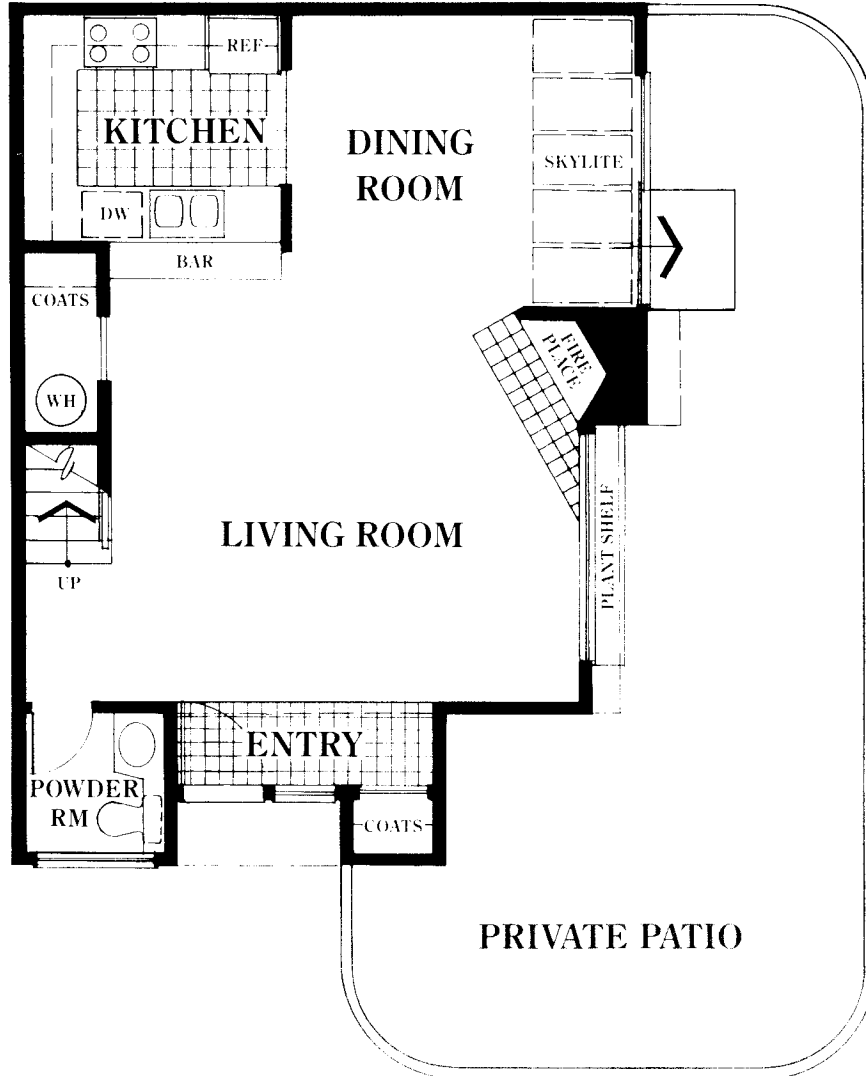 REF
KITCHEN
DINING
ROOM
SKYLITE
DW
BAR
COATS
FIRE
PLACE
WH
LIVING ROOM
PLANT SHELF
UP
ENTRY
POWDER
RM
COATS
PRIVATE PATIO